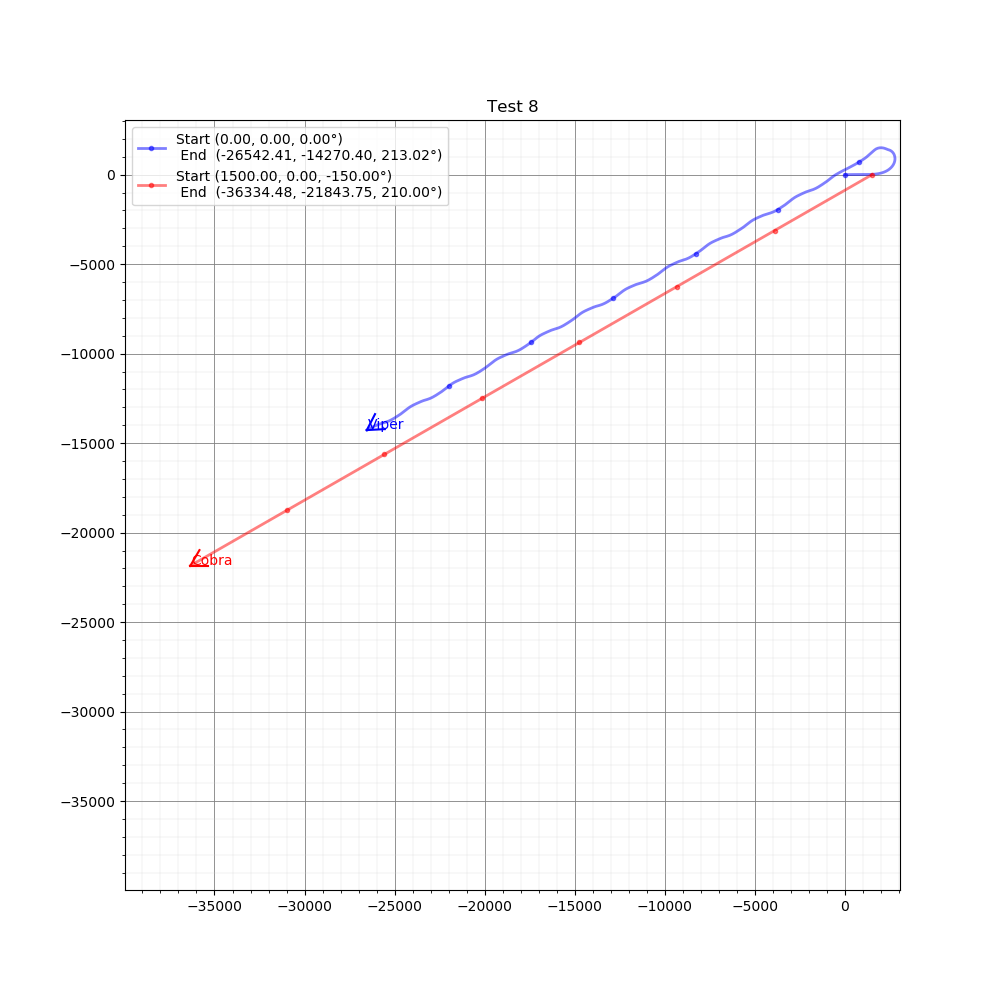 Test 8
Start (0.00, 0.00, 0.00°)
End  (-26542.41, -14270.40, 213.02°)
Start (1500.00, 0.00, -150.00°)
End  (-36334.48, -21843.75, 210.00°)
0
−5000
−10000
−15000
−20000
−25000
−30000
−35000
Viper
Cobra
−35000 −30000 −25000 −20000 −15000 −10000 −5000 0